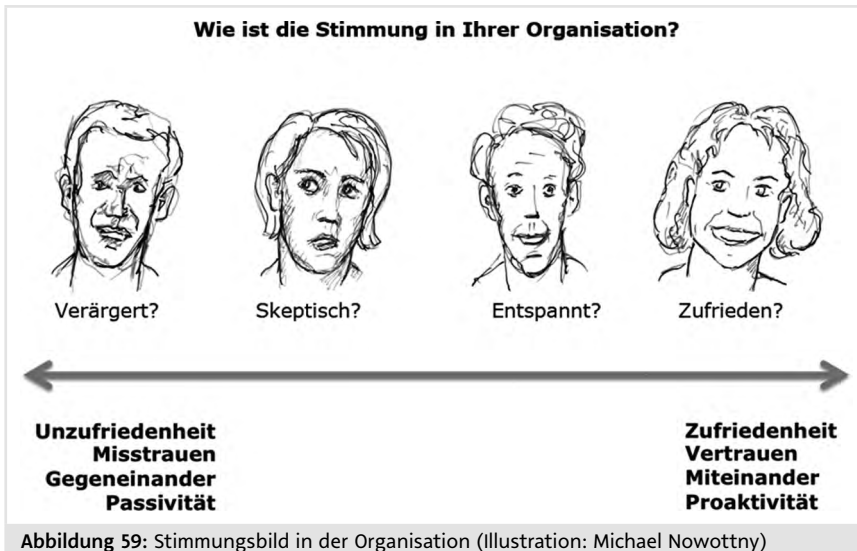 Wie ist die Stimmung in Ihrer Organisation?
Verärgert?
Skeptisch?
Entspannt?
Zufrieden?
Unzufriedenheit
Misstrauen
Gegeneinander
Passivität
Zufriedenheit
Vertrauen
Miteinander
Proaktivität
Abbildung 59: Stimmungsbild in der Organisation (Illustration: Michael Nowottny)